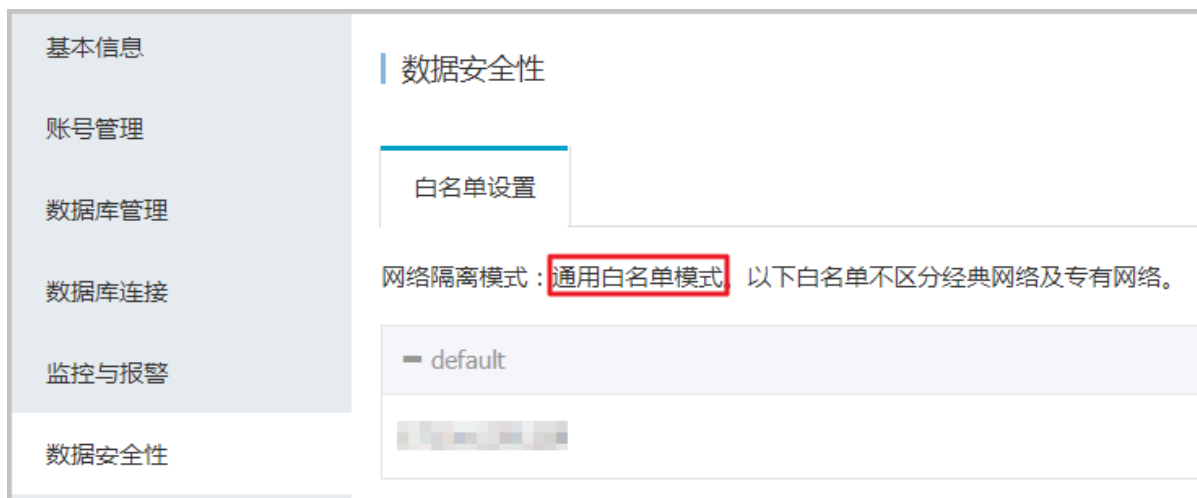 基本信息
账号管理
数据库管理
数据库连接
监控与报警
数据安全性
数据安全性
白名单设置
网络隔离模式：通用白名单模式。以下白名单不区分经典网络及专有网络。
default